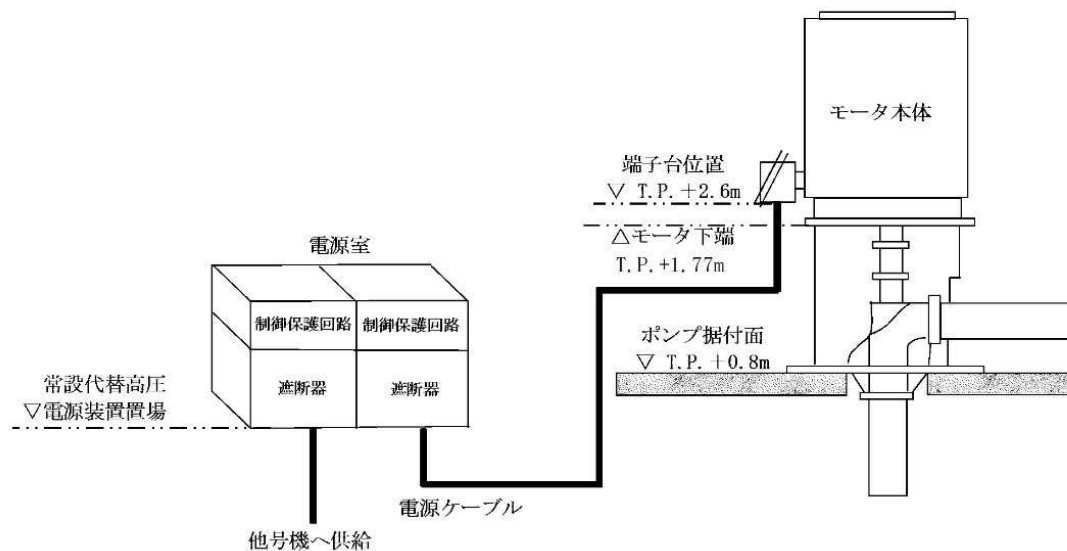 モータ本体
端子台位置
▽ T.P. +2.6m
△モータ下端
T.P.+1.77m
電源室
制御保護回路
制御保護回路
遮断器
遮断器
ポンプ据付面
▽ T.P. +0.8m
常設代替高圧
▽電源装置置場
電源ケーブル
他号機へ供給